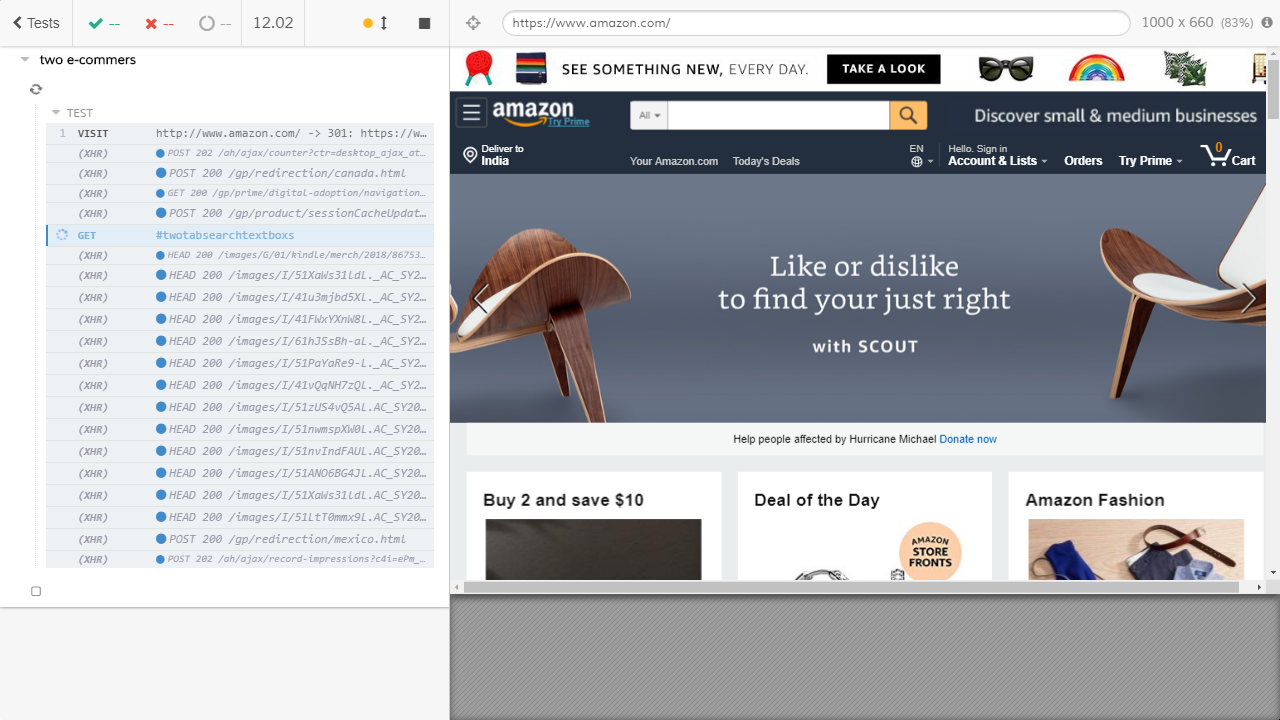 Tests
--
--
--
12.02
https://www.amazon.com/
1000 x 660 (83%)
two e-commers
TEST
1 VISIT http://www.amazon.com/ -> 301: https://w…
(XHR) POST 202 /ah/ajax/counter?ctr=desktop_ajax_at…
(XHR) POST 200 /gp/redirection/canada.html
(XHR) GET 200 /gp/prime/digital-adoption/navigation…
(XHR) POST 200 /gp/product/sessionCacheUpdat…
GET #twotabsearchtextboxs
(XHR) HEAD 200 /images/G/01/kindle/merch/2018/86753…
(XHR) HEAD 200 /images/I/51XaWs31ldL._AC_SY2…
(XHR) HEAD 200 /images/I/41u3mjbd5XL._AC_SY2…
(XHR) HEAD 200 /images/I/41FWxYXnW8L._AC_SY2…
(XHR) HEAD 200 /images/I/61hJSsBh-aL._AC_SY2…
(XHR) HEAD 200 /images/I/51PaYaRe9-L._AC_SY2…
(XHR) HEAD 200 /images/I/41vQqNH7zQL._AC_SY2…
(XHR) HEAD 200 /images/I/51zUS4vQ5AL.AC_SY20…
(XHR) HEAD 200 /images/I/51nwmspXW0L.AC_SY20…
(XHR) HEAD 200 /images/I/51nvIndFAUL.AC_SY20…
(XHR) HEAD 200 /images/I/51ANO6BG4JL.AC_SY20…
(XHR) HEAD 200 /images/I/51XaWs31ldL.AC_SY20…
(XHR) HEAD 200 /images/I/51LtT0mmx9L.AC_SY20…
(XHR) POST 200 /gp/redirection/mexico.html
(XHR) POST 202 /ah/ajax/record-impressions?c4i=ePm_…
SEE SOMETHING NEW, EVERY DAY.
TAKE A LOOK
amazon
Try Prime
All
Discover small & medium businesses
Deliver to
India
Your Amazon.com
Today's Deals
EN
Hello. Sign in
Account & Lists
Orders
Try Prime
0
Cart
Like or dislike
to find your just right
with SCOUT
Help people affected by Hurricane Michael Donate now
Buy 2 and save $10
Deal of the Day
Amazon Fashion
AMAZON
STORE
FRONTS